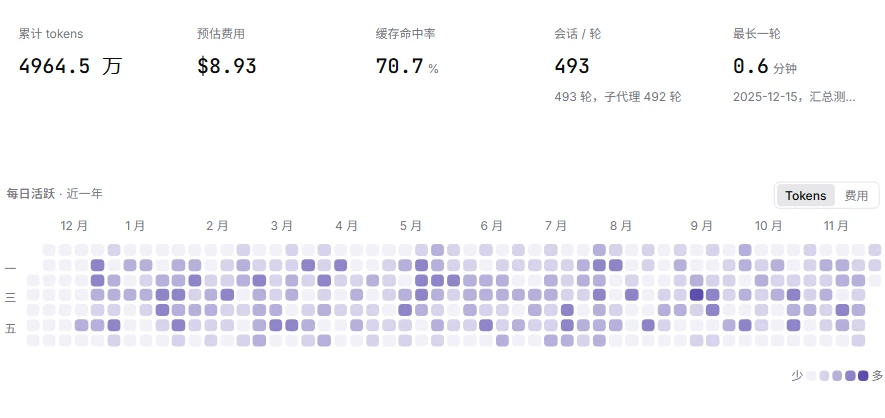 累计 tokens 预估费用 缓存命中率 会话 / 轮 最长一轮
4964.5 万 $8.93 70.7 % 493 0.6 分钟
493 轮，子代理 492 轮 2025-12-15，汇总测...
每日活跃 · 近一年 Tokens 费用
12 月 1 月 2 月 3 月 4 月 5 月 6 月 7 月 8 月 9 月 10 月 11 月
一
三
五
少 多